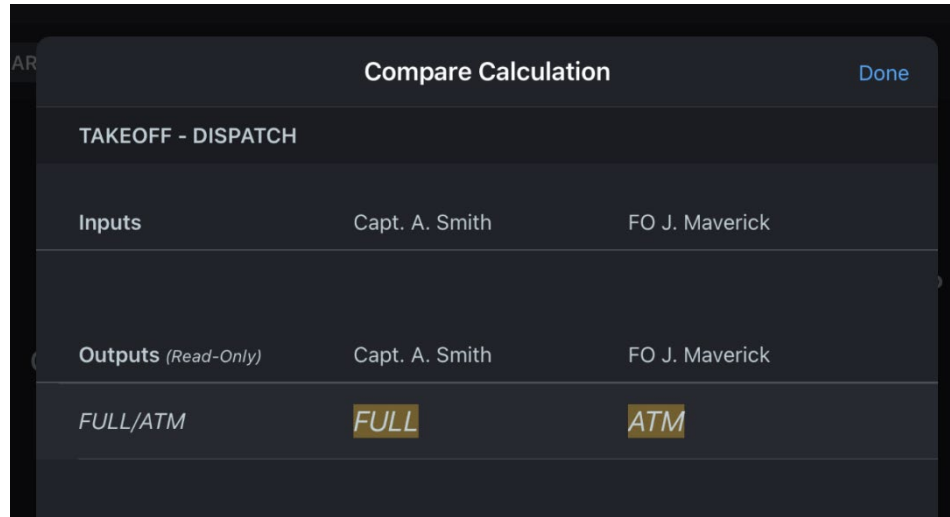 AR
Compare Calculation Done
TAKEOFF - DISPATCH
Inputs Capt. A. Smith FO J. Maverick
Outputs (Read-Only) Capt. A. Smith FO J. Maverick
FULL/ATM FULL ATM